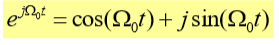 e^{jΩ₀t} = cos(Ω₀t) + j sin(Ω₀t)